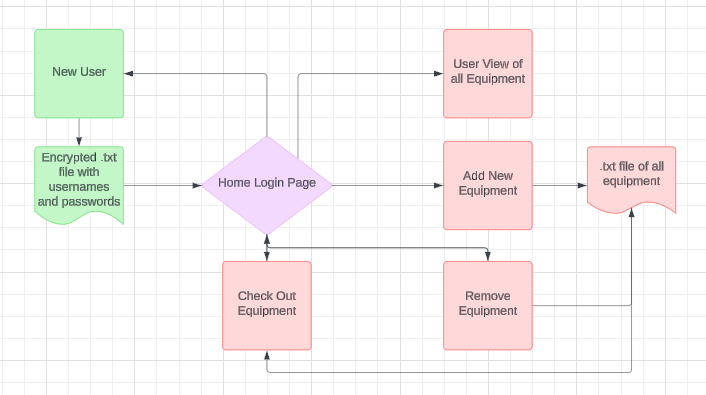 New User
User View of
all Equipment
Encrypted .txt
file with
usernames
and passwords
Home Login Page
Add New
Equipment
.txt file of all
equipment
Check Out
Equipment
Remove
Equipment